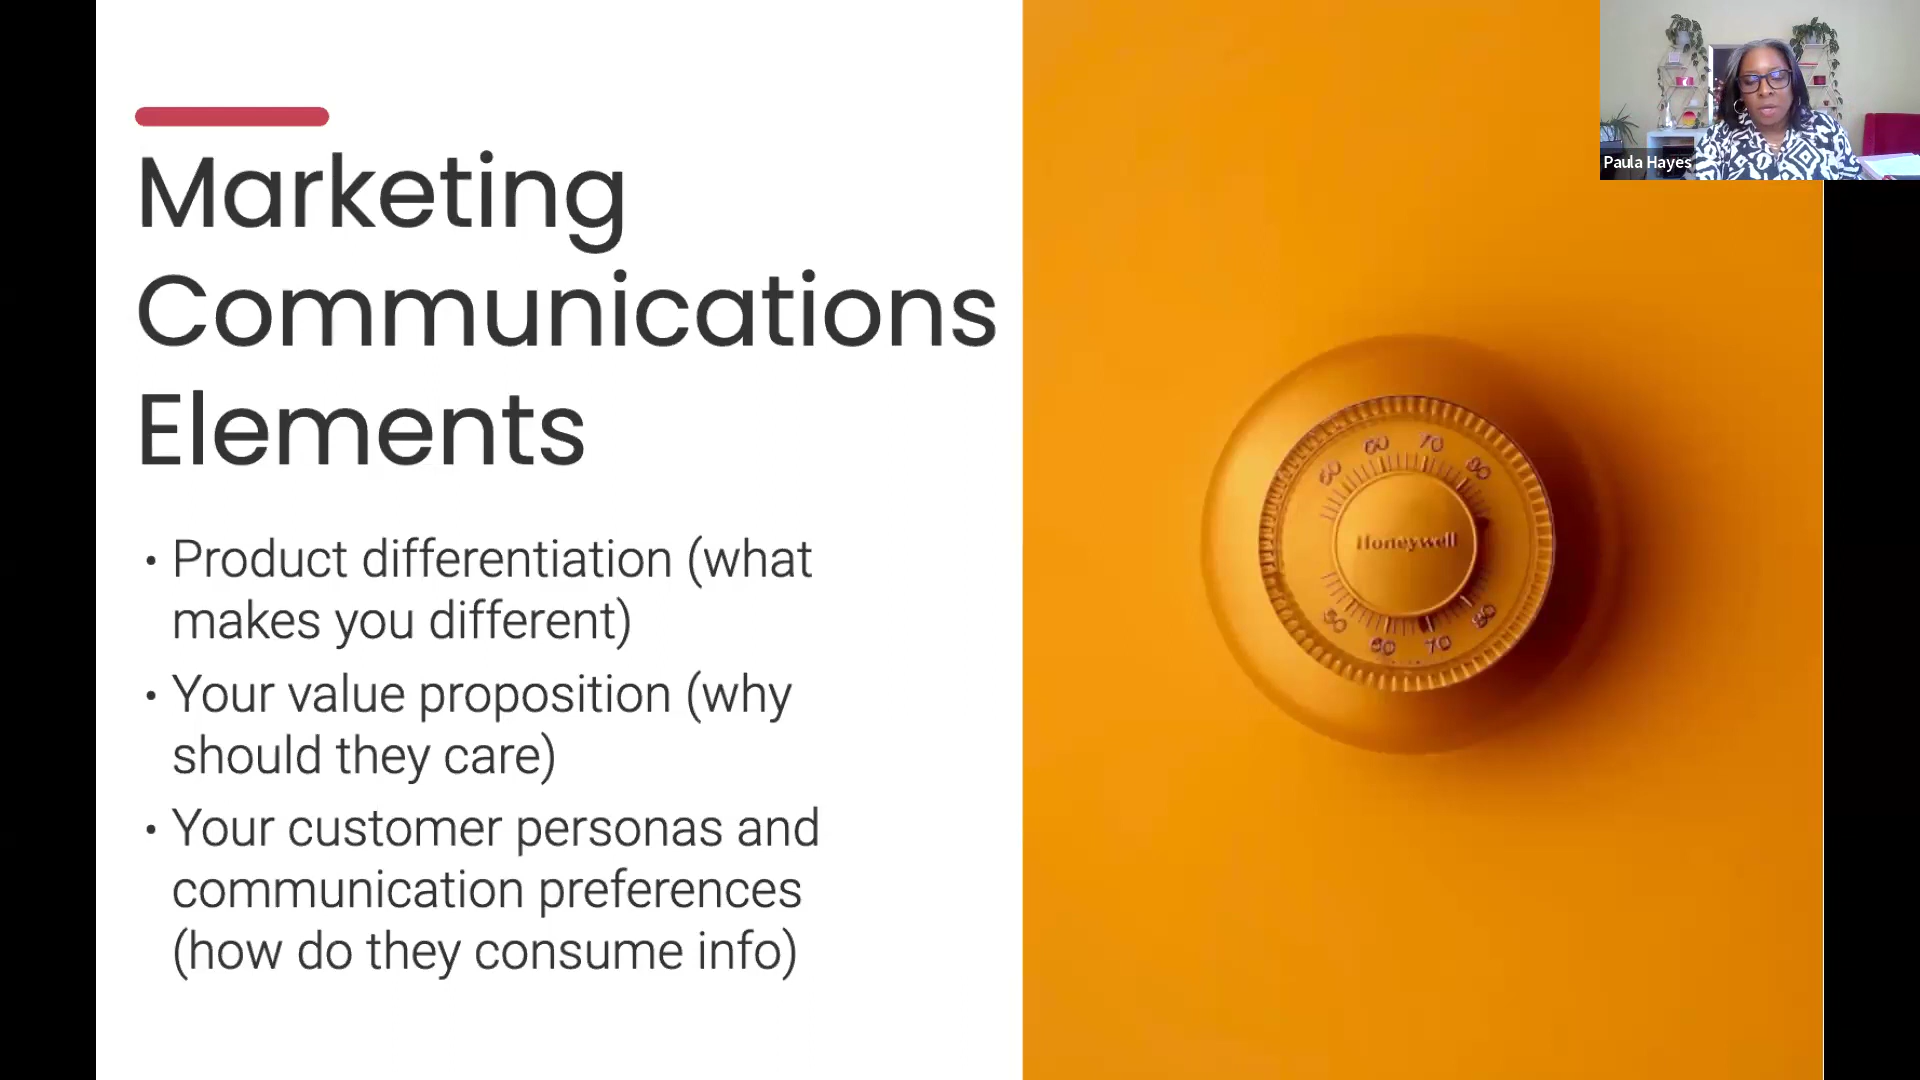 Marketing
Communications
Elements
• Product differentiation (what
makes you different)
• Your value proposition (why
should they care)
• Your customer personas and
communication preferences
(how do they consume info)
60 70
50 80
Honeywell
50 80
60 70
Paula Hayes